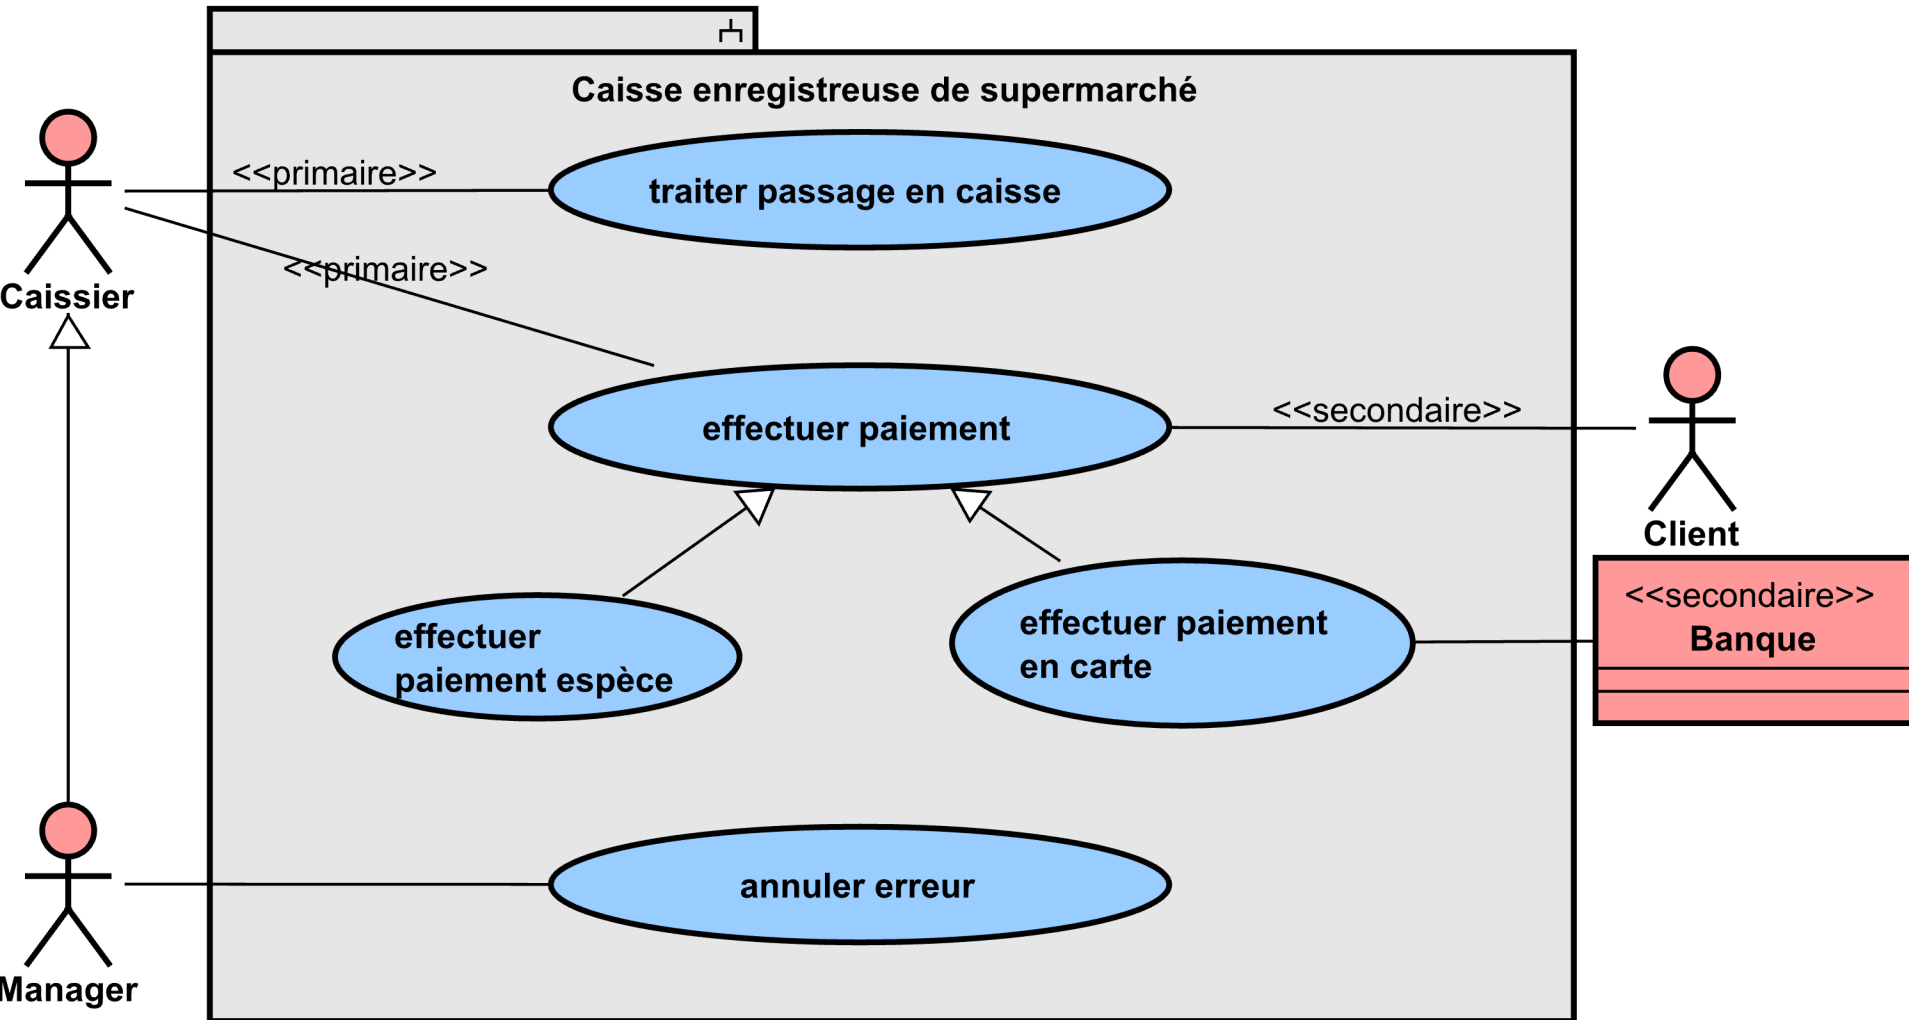 Caisse enregistreuse de supermarché
<<primaire>>
traiter passage en caisse
Caissier
<<primaire>>
effectuer paiement
<<secondaire>>
Client
effectuer
paiement espèce
effectuer paiement
en carte
<<secondaire>>
Banque
annuler erreur
Manager